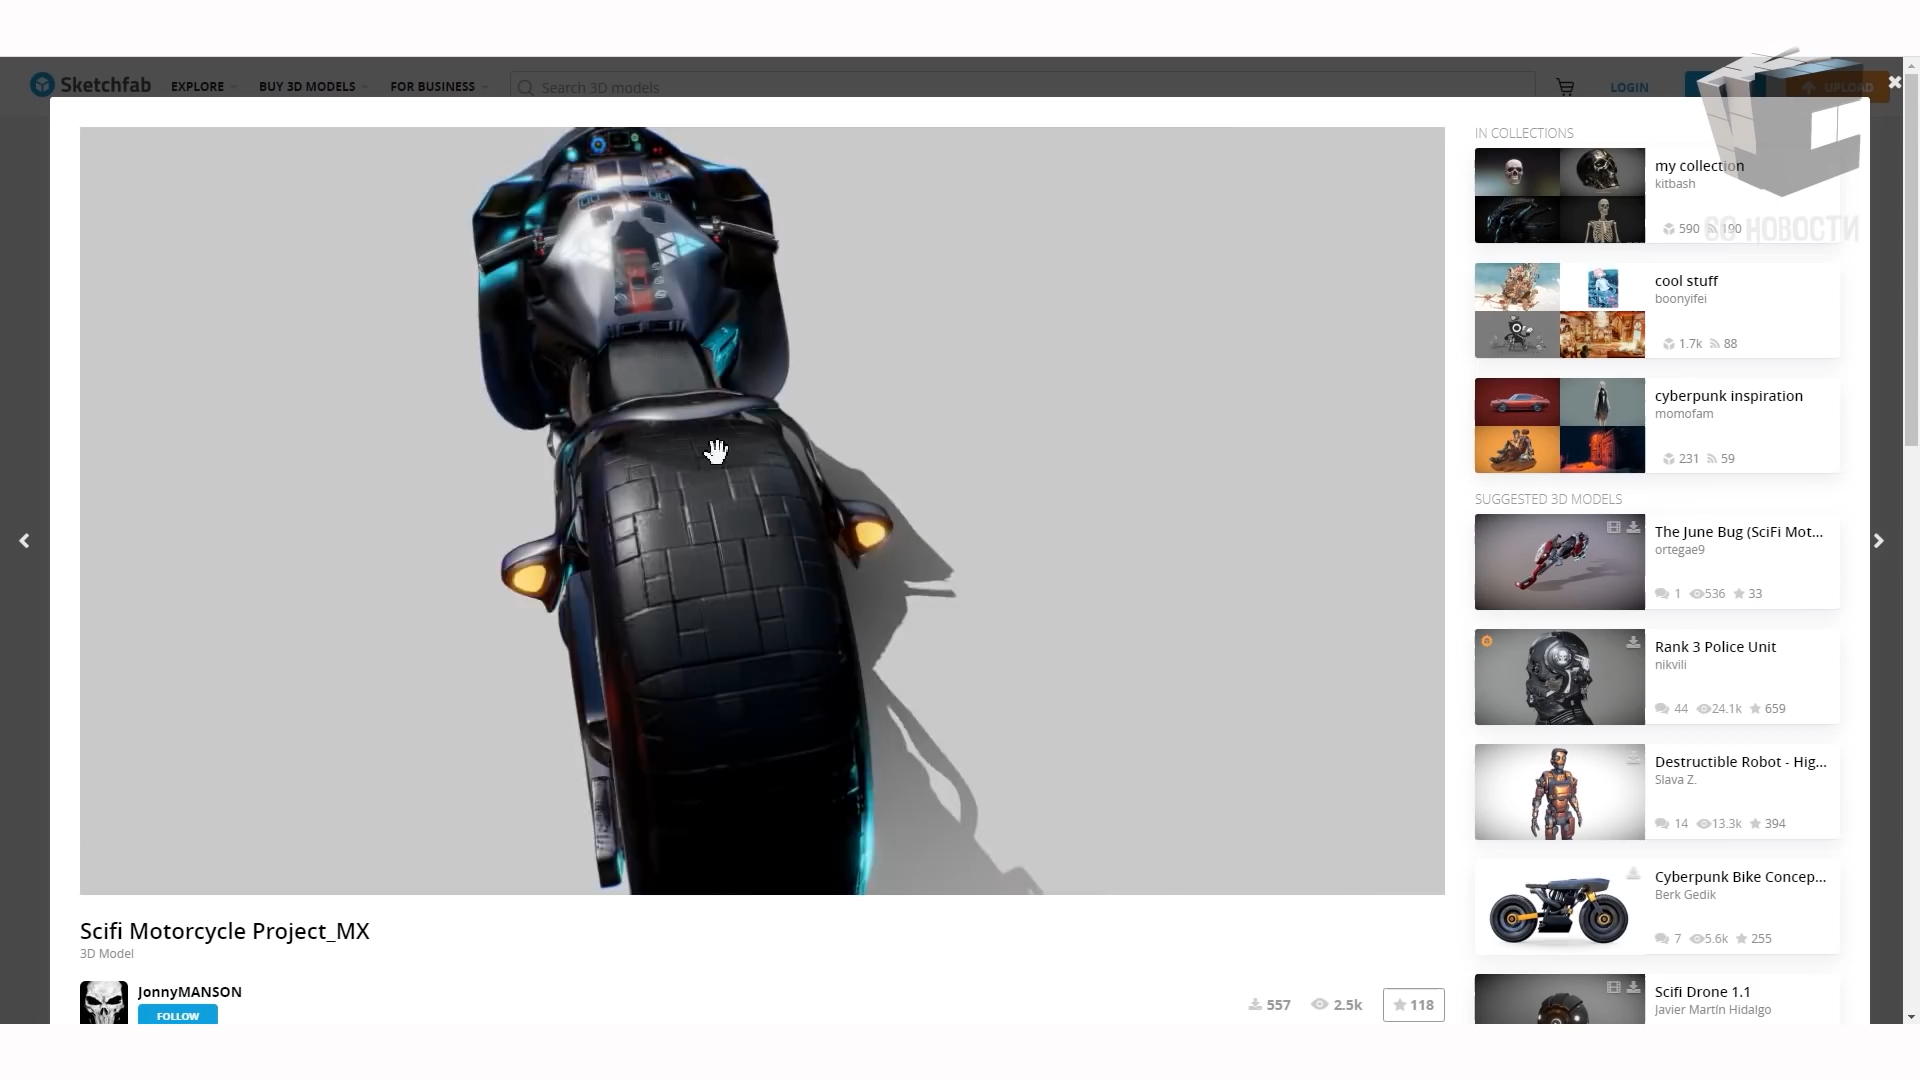 Sketchfab
EXPLORE
BUY 3D MODELS
FOR BUSINESS
Search 3D models
LOGIN
UPLOAD
IN COLLECTIONS
my collection
kitbash
590 190
НОВОСТИ
cool stuff
boonyifei
1.7k 88
cyberpunk inspiration
momofam
231 59
SUGGESTED 3D MODELS
The June Bug (SciFi Mot...
ortegae9
1 536 33
Rank 3 Police Unit
nikvili
44 24.1k 659
Destructible Robot - Hig...
Slava Z.
14 13.3k 394
Cyberpunk Bike Concep...
Berk Gedik
7 5.6k 255
Scifi Drone 1.1
Javier Martín Hidalgo
Scifi Motorcycle Project_MX
3D Model
JonnyMANSON
FOLLOW
557 2.5k 118